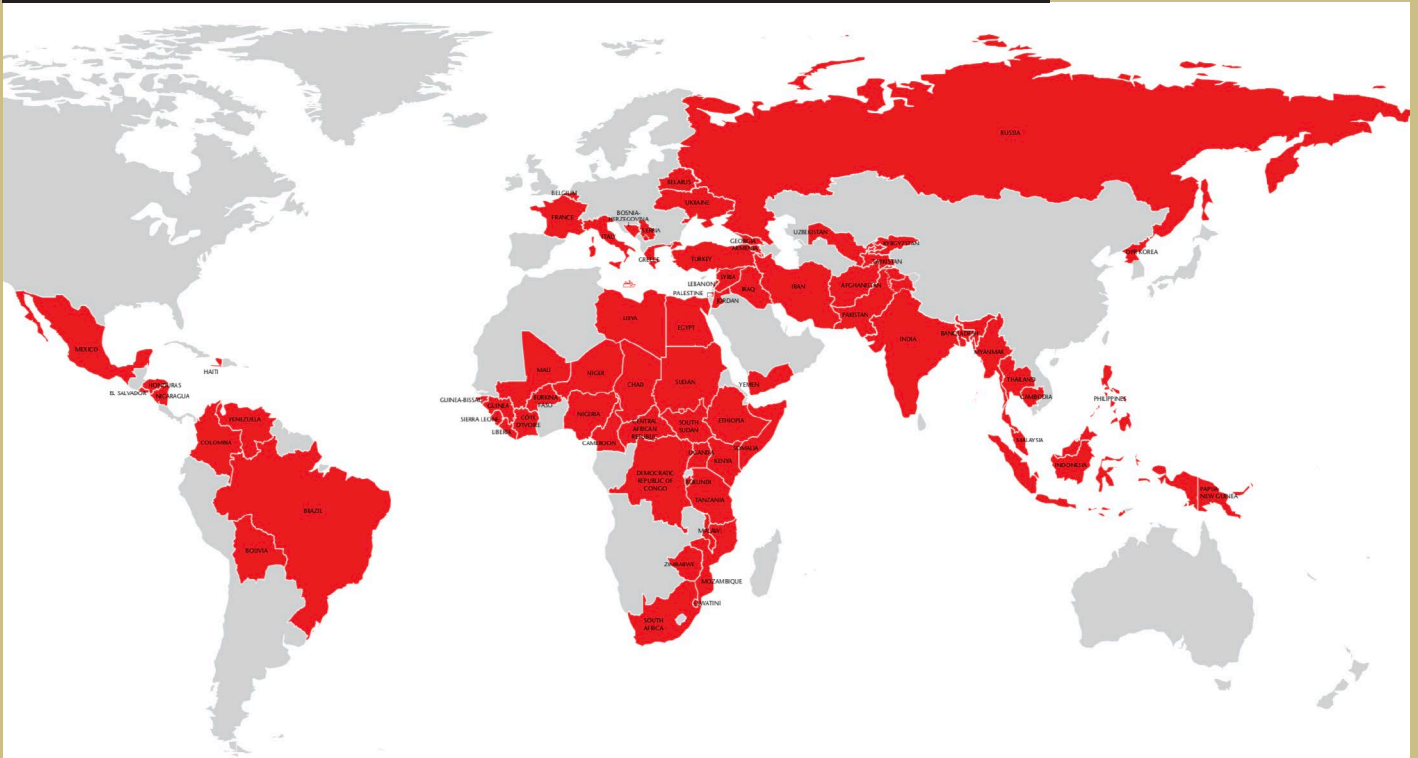 RUSSIA
BELARUS
BELGIUM
UKRAINE
BOSNIA-
HERZEGOVINA
FRANCE
SERBIA
ITALY
GEORGIA
ARMENIA
UZBEKISTAN
KYRGYZSTAN
TAJIKISTAN
DPR KOREA
GREECE
TURKEY
SYRIA
LEBANON
PALESTINE
IRAQ
JORDAN
IRAN
AFGHANISTAN
PAKISTAN
LIBYA
EGYPT
INDIA
BANGLADESH
MYANMAR
MEXICO
HAITI
HONDURAS
EL SALVADOR
NICARAGUA
MALI
NIGER
CHAD
SUDAN
YEMEN
THAILAND
CAMBODIA
PHILIPPINES
GUINEA-BISSAU
GUINEA
BURKINA
FASO
SIERRA LEONE
CÔTE
D'IVOIRE
LIBERIA
NIGERIA
CAMEROON
CENTRAL
AFRICAN
REPUBLIC
SOUTH
SUDAN
ETHIOPIA
VENEZUELA
COLOMBIA
UGANDA
KENYA
SOMALIA
MALAYSIA
INDONESIA
DEMOCRATIC
REPUBLIC OF
CONGO
BURUNDI
TANZANIA
PAPUA
NEW GUINEA
BRAZIL
BOLIVIA
MALAWI
ZIMBABWE
MOZAMBIQUE
ESWATINI
SOUTH
AFRICA